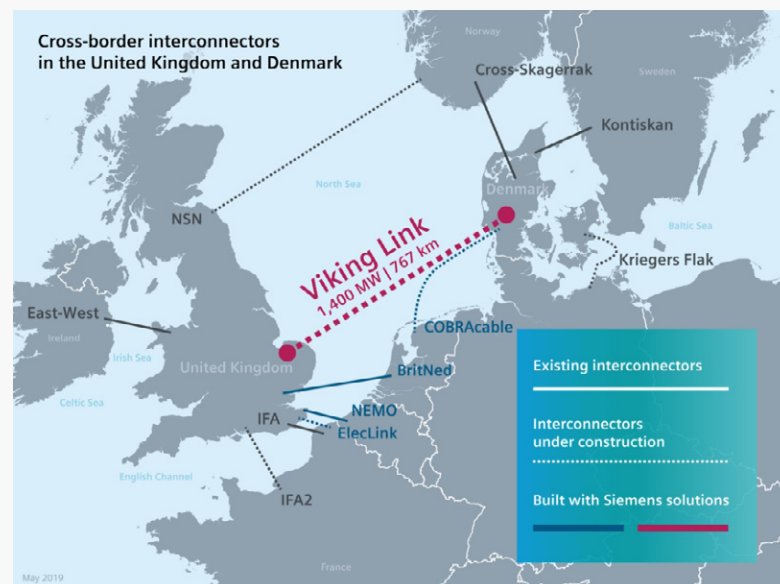 Cross-border interconnectors
in the United Kingdom and Denmark
Norway
Sweden
Cross-Skagerrak
Kontiskan
North Sea
Denmark
NSN
Baltic Sea
Viking Link
1,400 MW | 767 km
Kriegers Flak
East-West
COBRAcable
Ireland
Irish Sea
United Kingdom
BritNed
Celtic Sea
NEMO
IFA
ElecLink
English Channel
IFA2
France
Existing interconnectors
Interconnectors
under construction
Built with Siemens solutions
May 2019